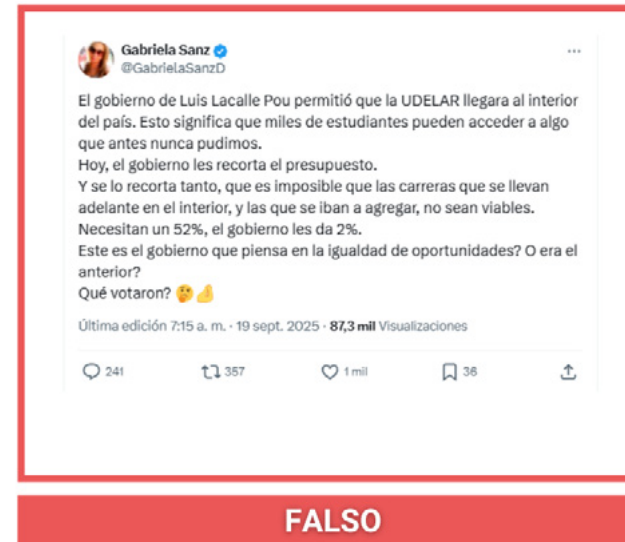 Gabriela Sanz
@GabrielaSanzD
El gobierno de Luis Lacalle Pou permitió que la UDELAR llegara al interior
del país. Esto significa que miles de estudiantes pueden acceder a algo
que antes nunca pudimos.
Hoy, el gobierno les recorta el presupuesto.
Y se lo recorta tanto, que es imposible que las carreras que se llevan
adelante en el interior, y las que se iban a agregar, no sean viables.
Necesitan un 52%, el gobierno les da 2%.
Este es el gobierno que piensa en la igualdad de oportunidades? O era el
anterior?
Qué votaron? 🤔🫰
Última edición 7:15 a. m. · 19 sept. 2025 · 87,3 mil Visualizaciones
241 357 1 mil 36
FALSO